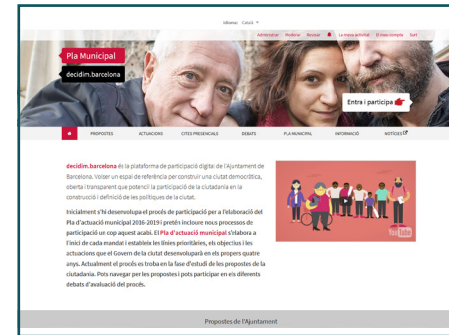 Idioma: Català
Administrar Moderar Revisar La meva activitat El meu compte Surt
Pla Municipal
decidim.barcelona
Entra i participa
PROPOSTES ACTUACIONS CITES PRESENCIALS DEBATS PLA MUNICIPAL INFORMACIÓ NOTÍCIES
decidim.barcelona és la plataforma de participació digital de l'Ajuntament de
Barcelona. Volser un espai de referència per construir una ciutat democràtica,
oberta i transparent que potenciï la participació de la ciutadania en la
construcció i definició de les polítiques de la ciutat.
Inicialment s'hi desenvolupa el procés de participació per a l'elaboració del
Pla d'actuació municipal 2016-2019 i pretén incloure nous processos de
participació un cop aquest acabi. El Pla d'actuació municipal s'elabora a
l'inici de cada mandat i estableix les línies prioritàries, els objectius i les
actuacions que el Govern de la ciutat desenvoluparà en els propers quatre
anys. Actualment el procés es troba en la fase d'estudi de les propostes de la
ciutadania. Pots navegar per les propostes i pots participar en els diferents
debats d'avaluació del procés.
YouTube
Propostes de l'Ajuntament